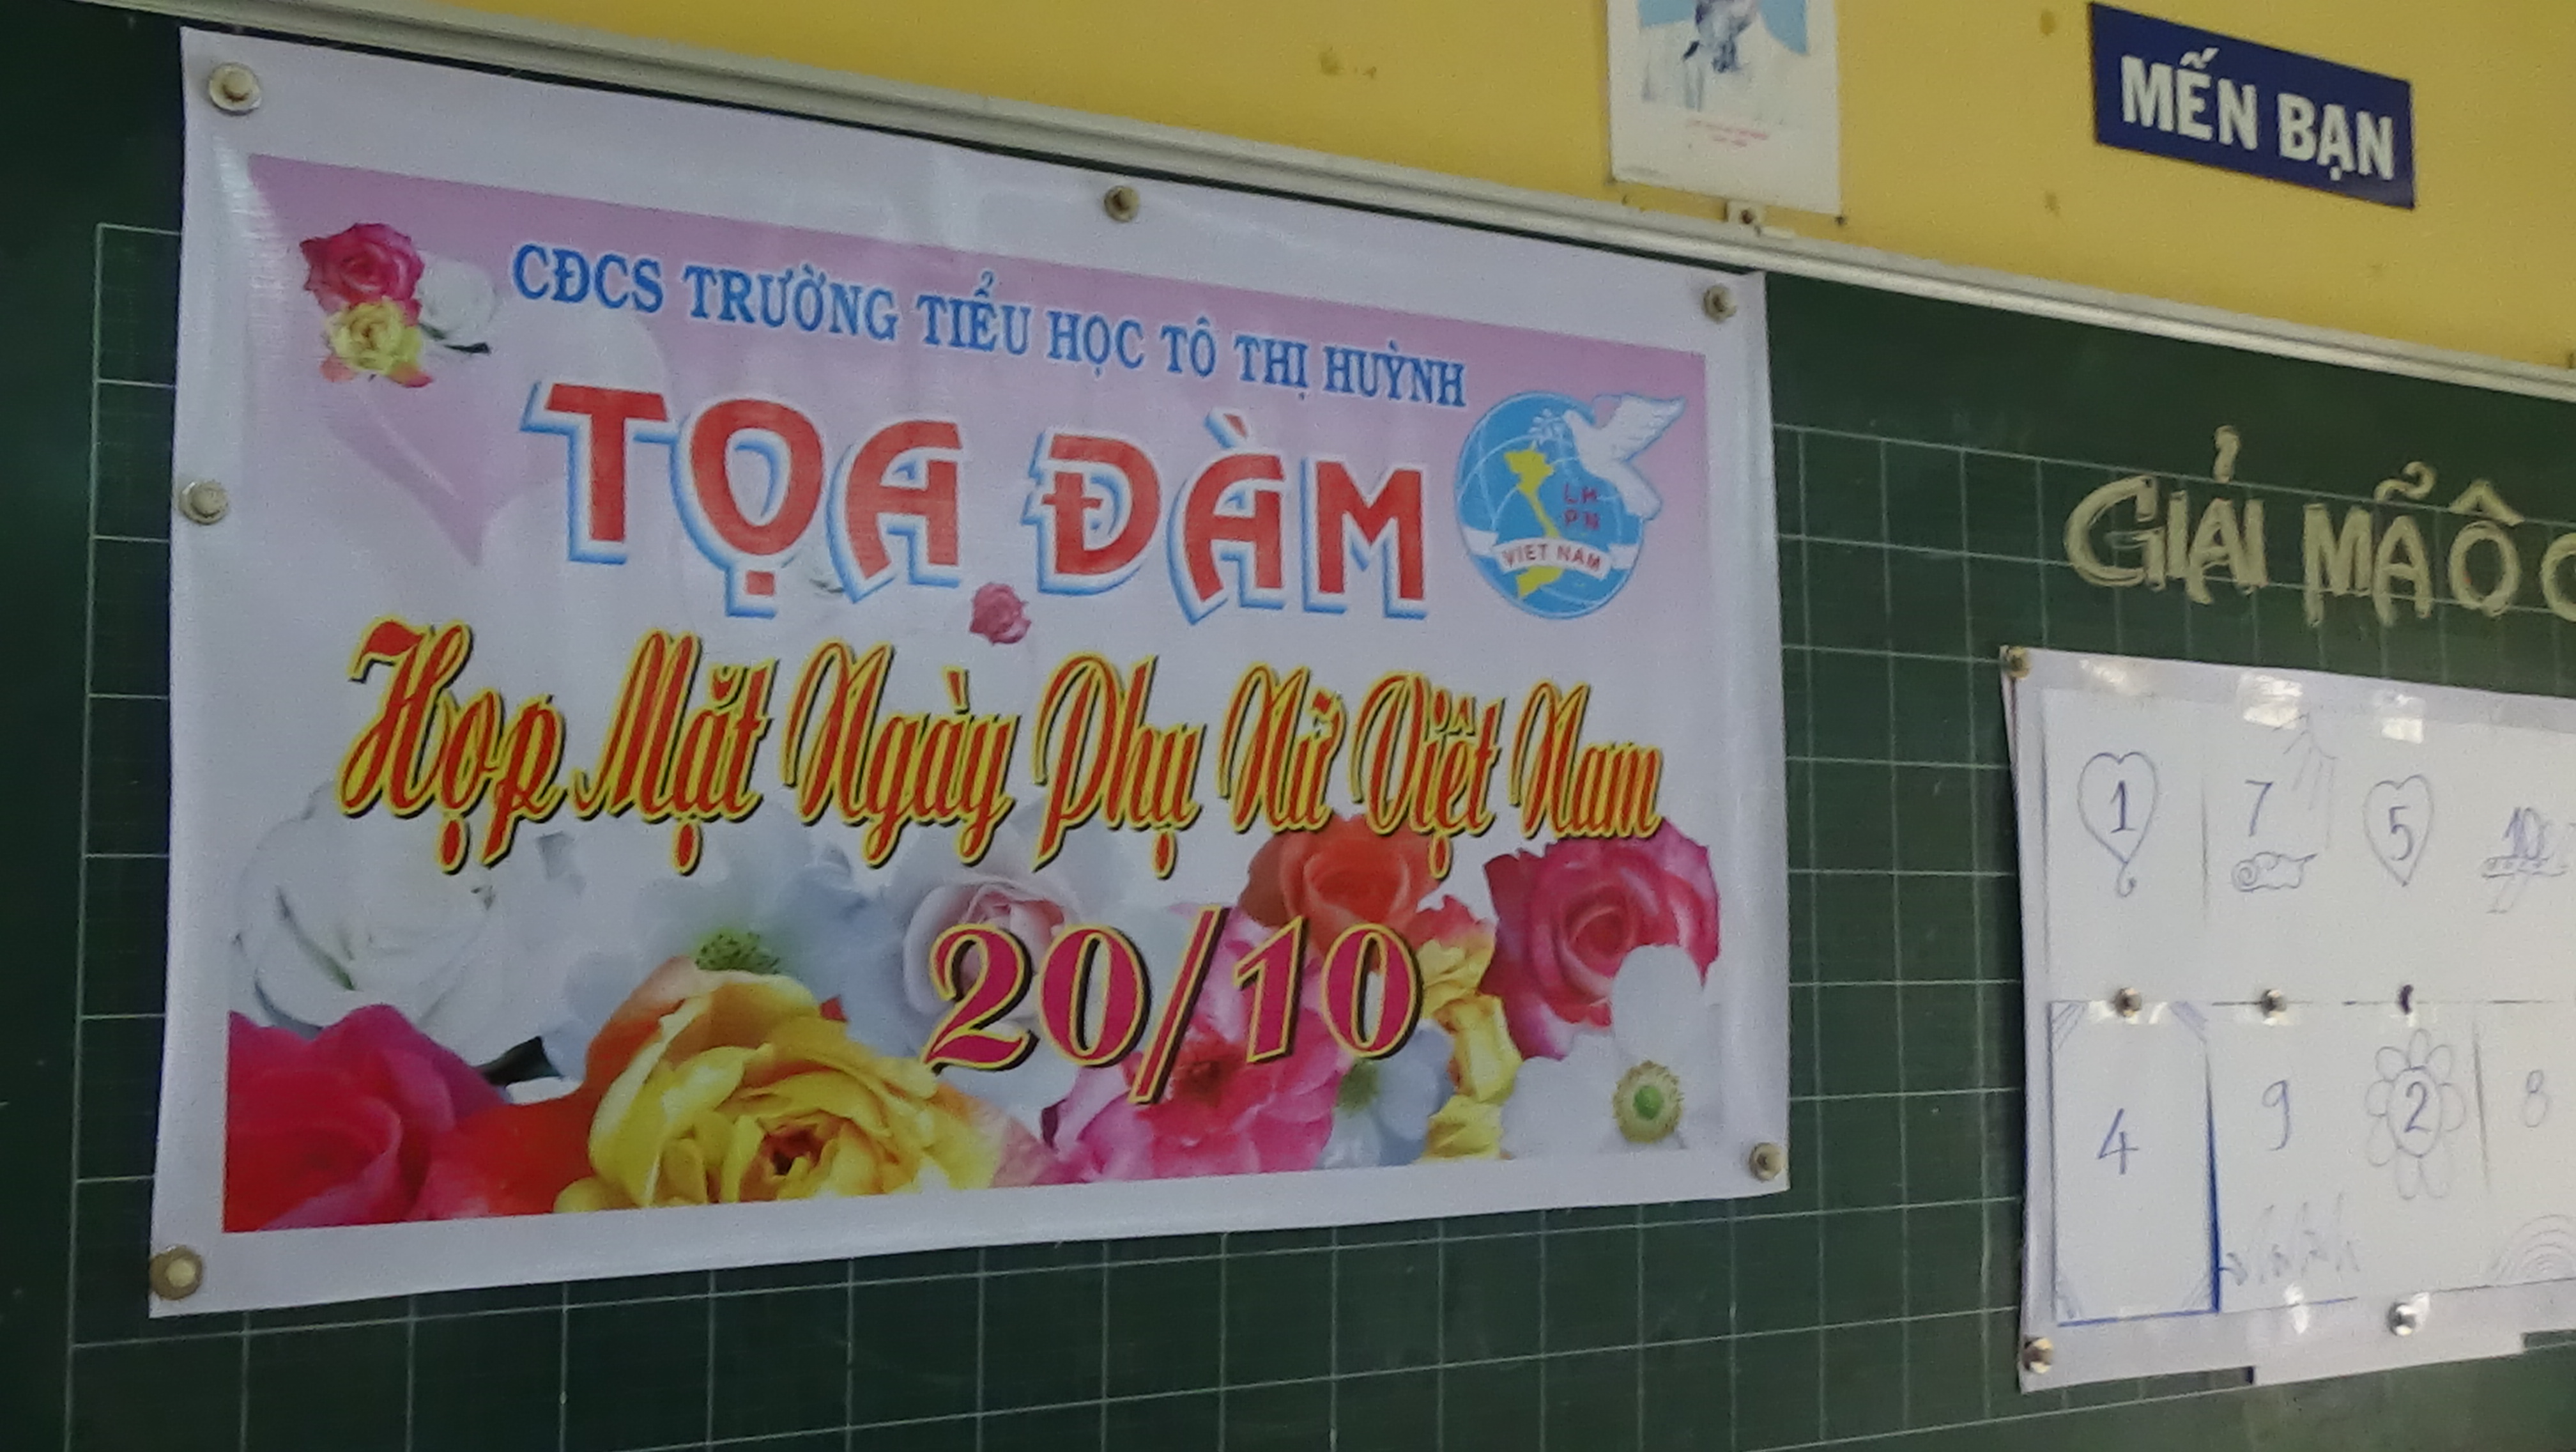 MẾN BẠN
CĐCS TRƯỜNG TIỂU HỌC TÔ THỊ HUỲNH
TỌA ĐÀM
LH
PN
VIET NAM
Họp Mặt Ngày Phụ Nữ Việt Nam
20/10
GIẢI MÃ Ô
1 7 5 10
4 9 2 8